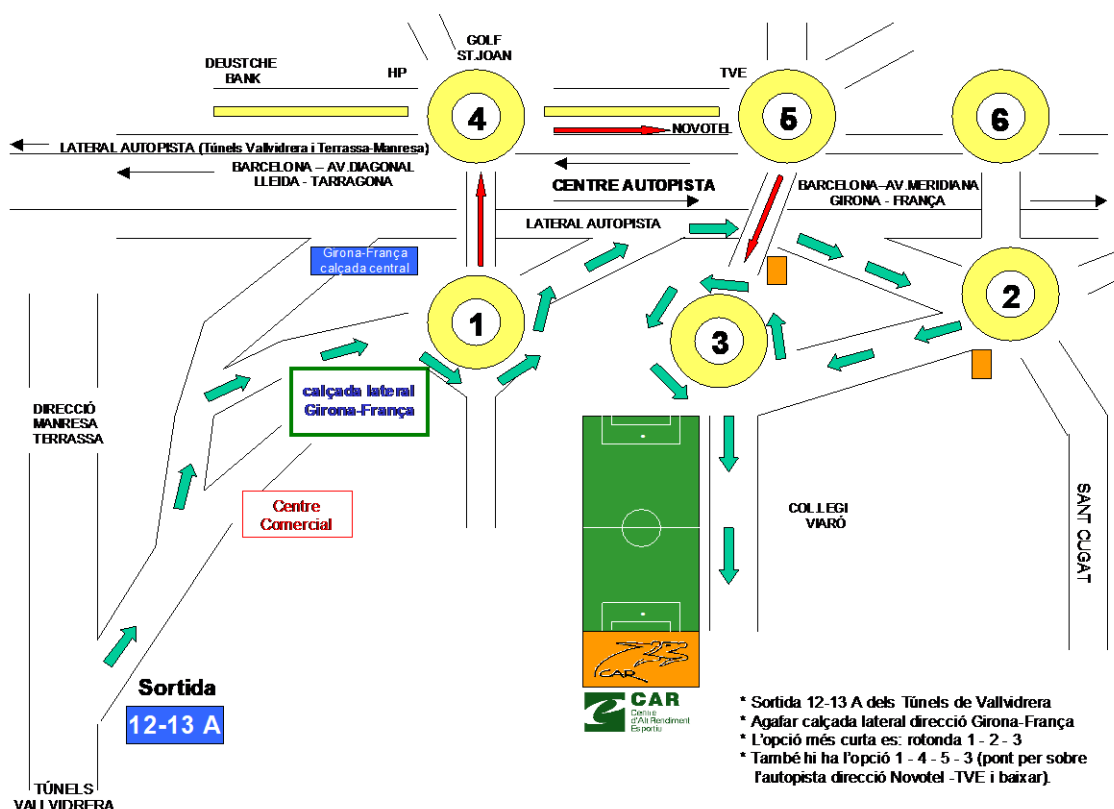 GOLF
ST.JOAN
DEUSTCHE
BANK
HP
TVE
4
5
6
NOVOTEL
LATERAL AUTOPISTA (Túnels Vallvidrera i Terrassa-Manresa)
BARCELONA – AV.DIAGONAL
LLEIDA - TARRAGONA
CENTRE AUTOPISTA
BARCELONA–AV.MERIDIANA
GIRONA - FRANÇA
LATERAL AUTOPISTA
Girona-França
calçada central
1
2
3
calçada lateral
Girona-França
DIRECCIÓ
MANRESA
TERRASSA
Centre
Comercial
COL.LEGI
VIARÓ
SANT CUGAT
Sortida
12-13 A
CAR
CAR
Centre
d'Alt Rendiment
Esportiu
* Sortida 12-13 A dels Túnels de Vallvidrera
* Agafar calçada lateral direcció Girona-França
* L'opció més curta es: rotonda 1 - 2 - 3
* També hi ha l'opció 1 - 4 - 5 - 3 (pont per sobre
l'autopista direcció Novotel -TVE i baixar).
TÚNELS
VALLVIDRERA